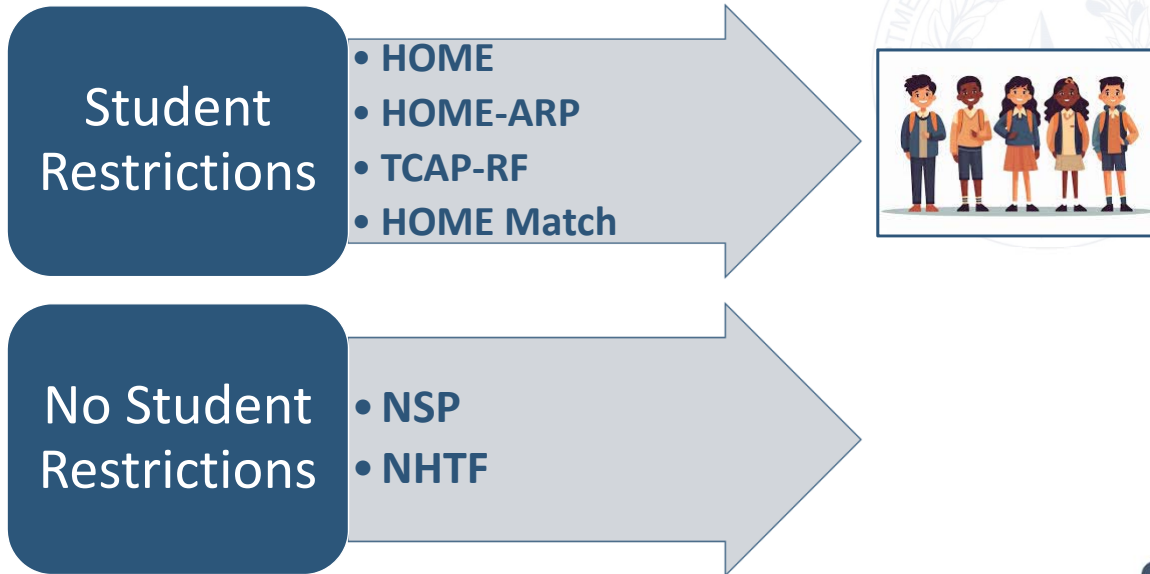 Student
Restrictions
• HOME
• HOME-ARP
• TCAP-RF
• HOME Match
No Student
Restrictions
• NSP
• NHTF